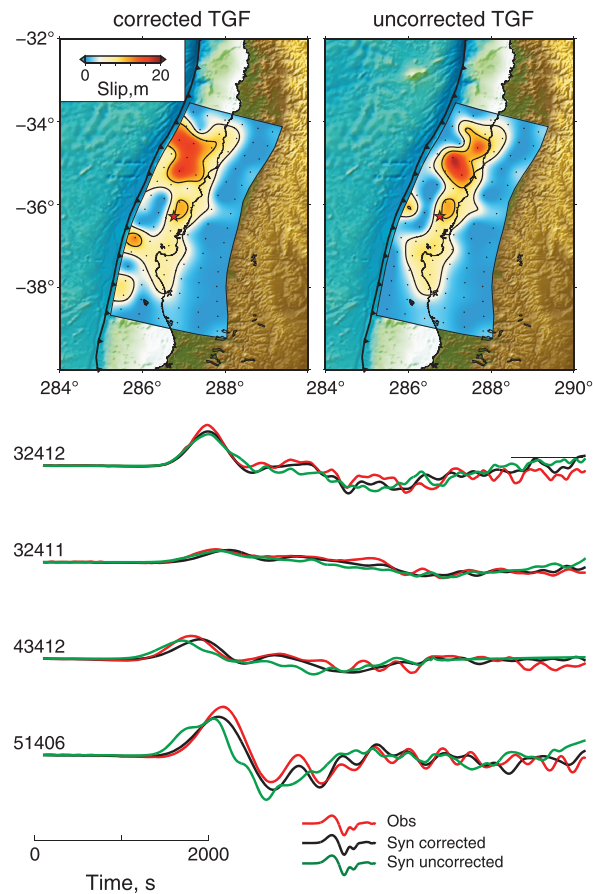 corrected TGF
uncorrected TGF
−32°
−34°
−36°
−38°
0
20
Slip,m
284°
286°
288°
284°
286°
288°
290°
32412
32411
43412
51406
Obs
Syn corrected
Syn uncorrected
0
2000
Time, s